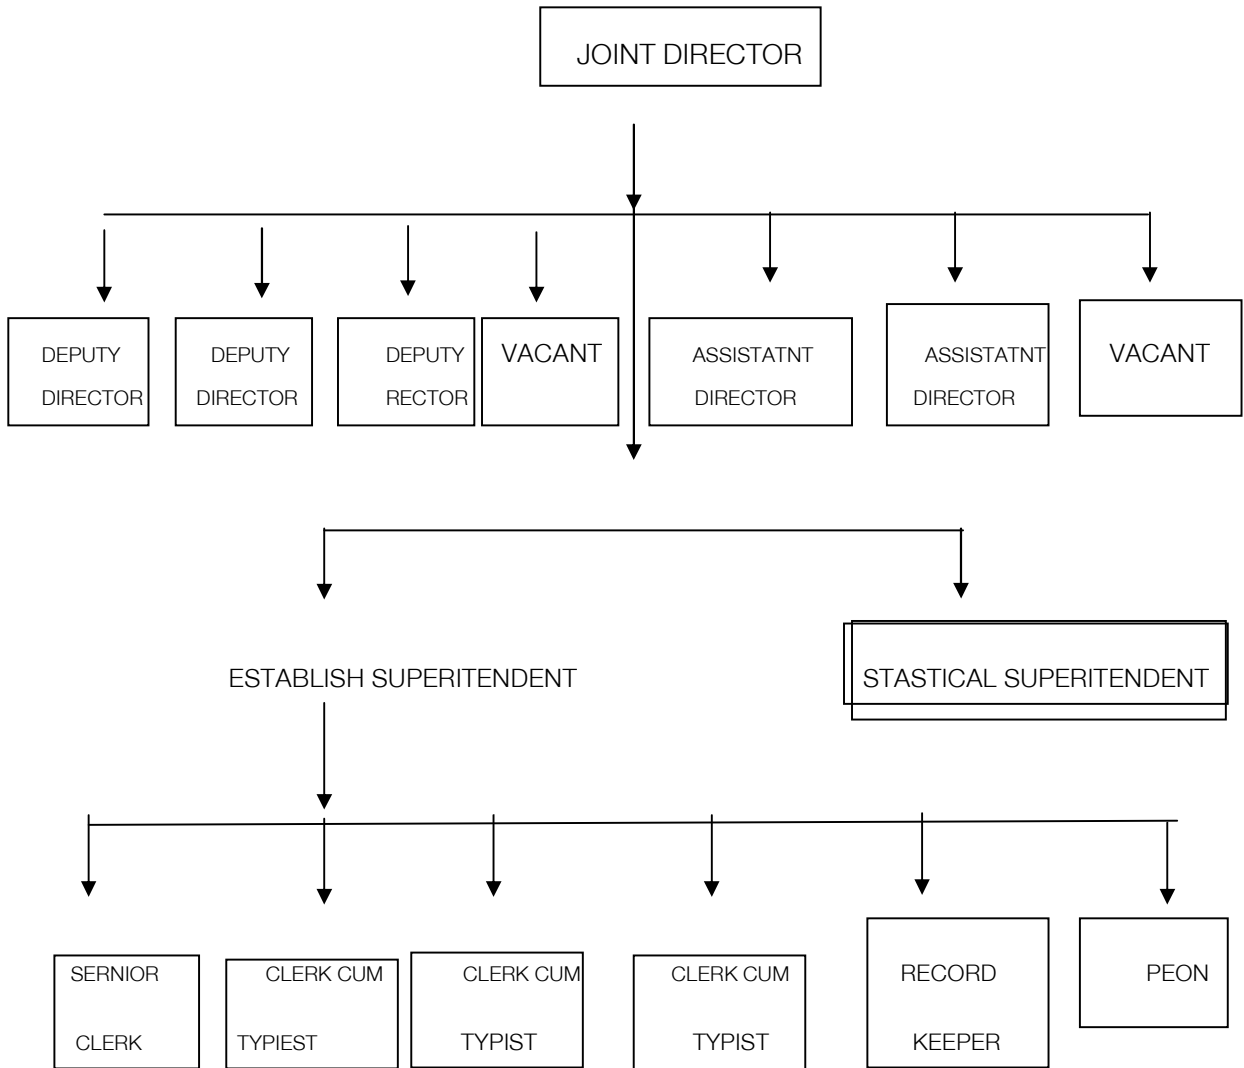 JOINT DIRECTOR
DEPUTY
DIRECTOR
DEPUTY
DIRECTOR
DEPUTY
RECTOR
VACANT
ASSISTATNT
DIRECTOR
ASSISTATNT
DIRECTOR
VACANT
ESTABLISH SUPERITENDENT
STASTICAL SUPERITENDENT
SERNIOR
CLERK
CLERK CUM
TYPIEST
CLERK CUM
TYPIST
CLERK CUM
TYPIST
RECORD
KEEPER
PEON